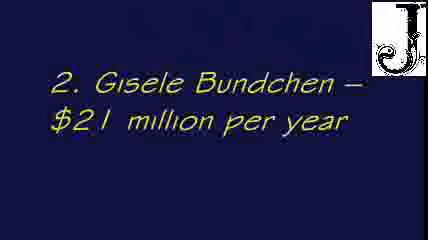 J
2. Gisele Bundchen –
$21 million per year